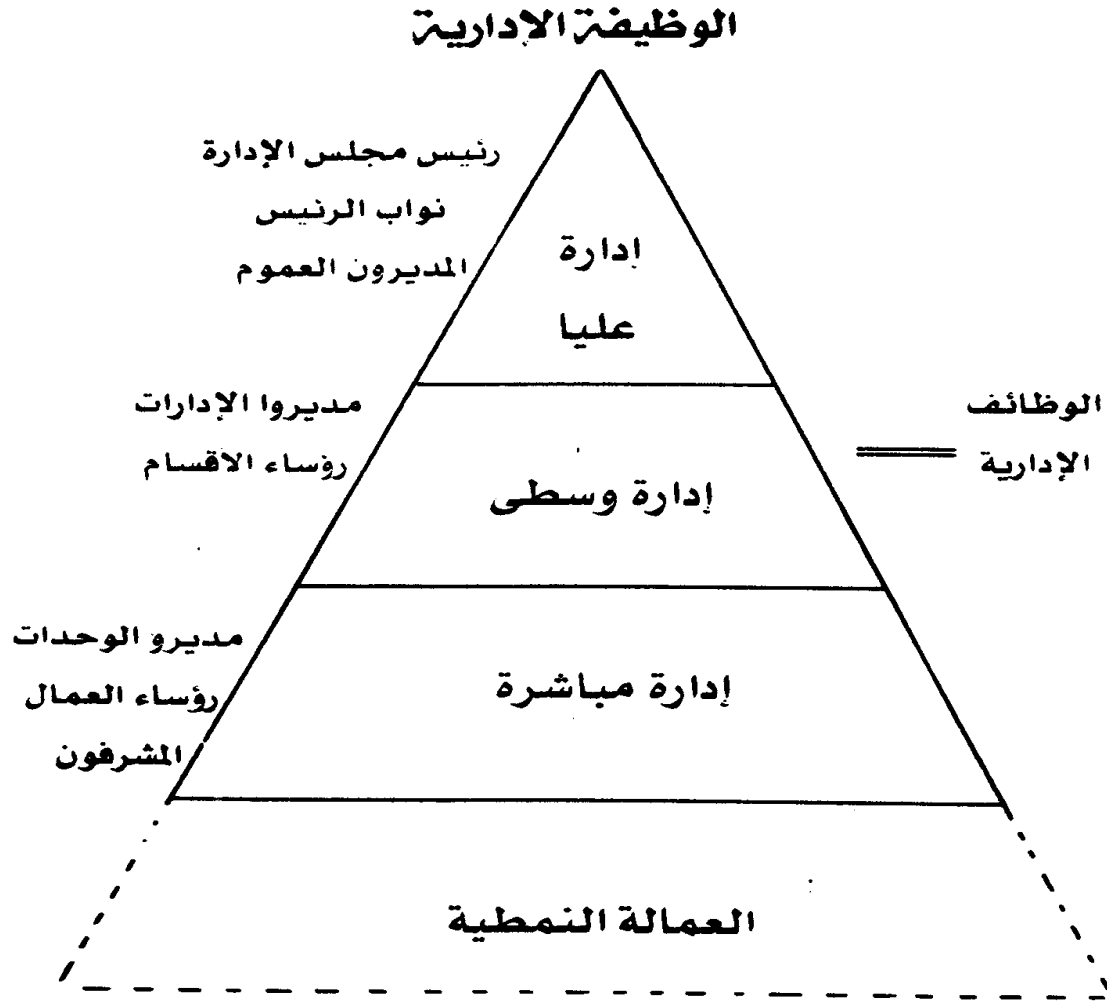 الوظيفة الإدارية
رئيس مجلس الإدارة
نواب الرئيس
المديرون العموم
إدارة
عليا
مديروا الإدارات
رؤساء الاقسام
إدارة وسطى
الوظائف
الإدارية
مديرو الوحدات
رؤساء العمال
المشرفون
إدارة مباشرة
العمالة النمطية